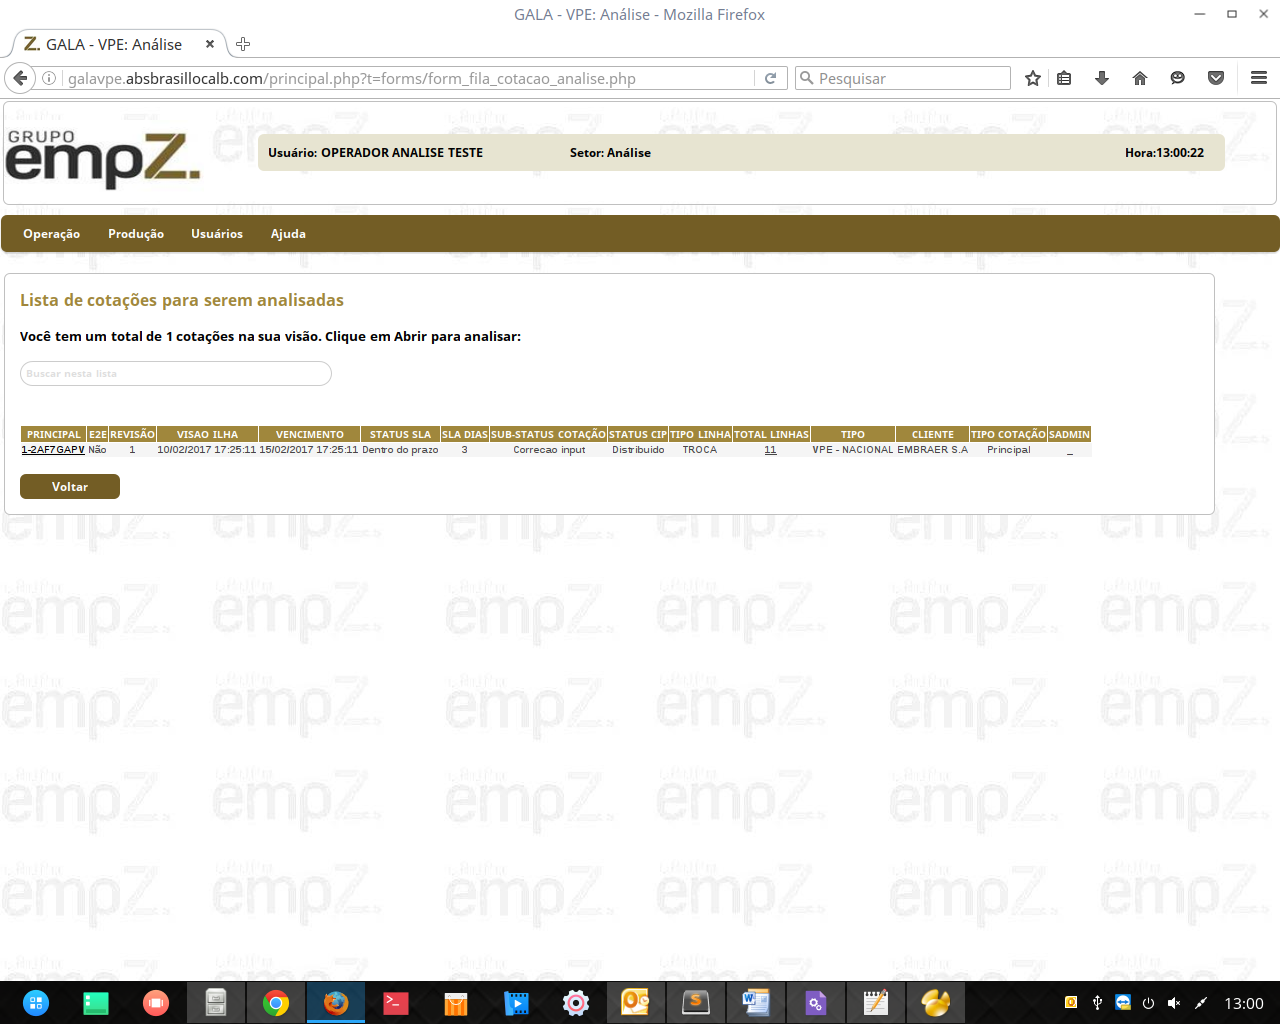 GALA - VPE: Análise - Mozilla Firefox
GALA - VPE: Análise
galavpe.absbrasillocalb.com/principal.php?t=forms/form_fila_cotacao_analise.php
Pesquisar
GRUPO
empZ.
Usuário: OPERADOR ANALISE TESTE Setor: Análise Hora:13:00:22
Operação Produção Usuários Ajuda
Lista de cotações para serem analisadas
Você tem um total de 1 cotações na sua visão. Clique em Abrir para analisar:
Buscar nesta lista
PRINCIPAL E2E REVISÃO VISAO ILHA VENCIMENTO STATUS SLA SLA DIAS SUB-STATUS COTAÇÃO STATUS CIP TIPO LINHA TOTAL LINHAS TIPO CLIENTE TIPO COTAÇÃO SADMIN
1-2AF7GAPV Não 1 10/02/2017 17:25:11 15/02/2017 17:25:11 Dentro do prazo 3 Correcao input Distribuido TROCA 11 VPE - NACIONAL EMBRAER S.A Principal _
Voltar
13:00